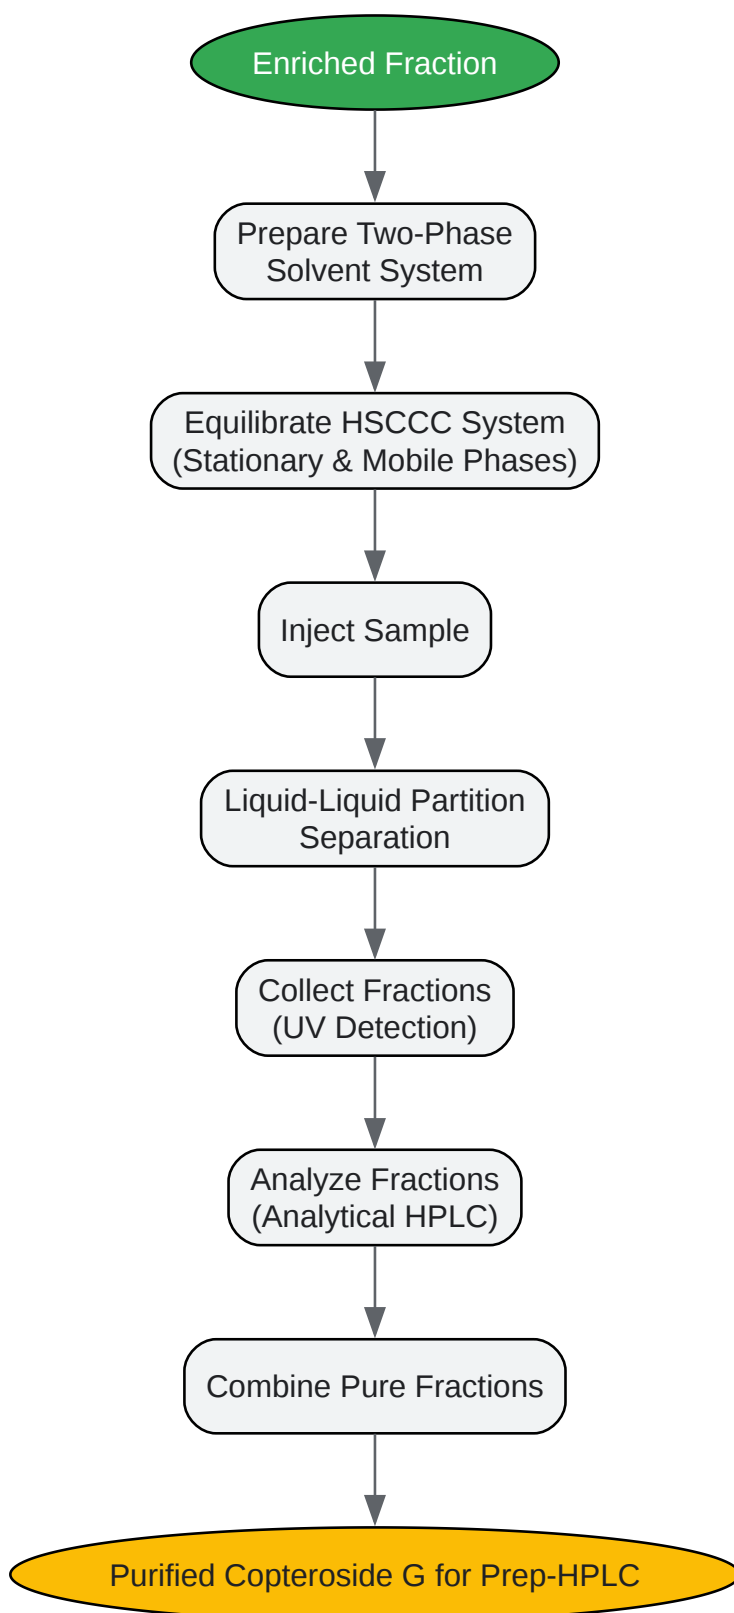 Enriched Fraction
Prepare Two-Phase
Solvent System
Equilibrate HSCCC System
(Stationary & Mobile Phases)
Inject Sample
Liquid-Liquid Partition
Separation
Collect Fractions
(UV Detection)
Analyze Fractions
(Analytical HPLC)
Combine Pure Fractions
Purified Copteroside G for Prep-HPLC